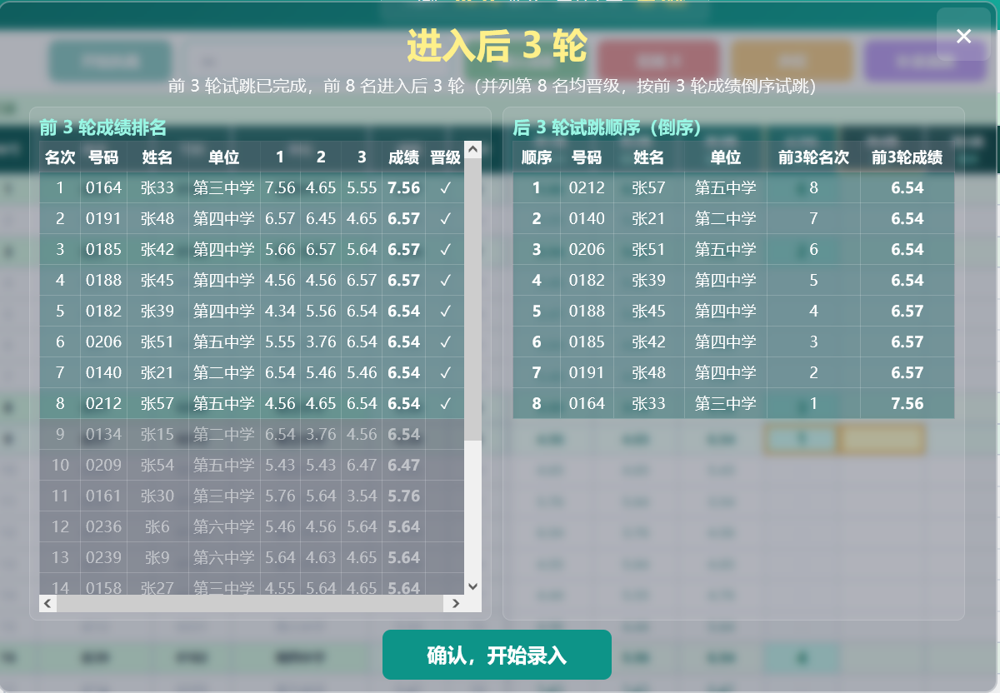 进入后 3 轮
前 3 轮试跳已完成，前 8 名进入后 3 轮（并列第 8 名均晋级，按前 3 轮成绩倒序试跳）
前 3 轮成绩排名
名次 号码 姓名 单位 1 2 3 成绩 晋级
1 0164 张33 第三中学 7.56 4.65 5.55 7.56 ✓
2 0191 张48 第四中学 6.57 6.45 4.65 6.57 ✓
3 0185 张42 第四中学 5.66 6.57 5.64 6.57 ✓
4 0188 张45 第四中学 4.56 4.56 6.57 6.57 ✓
5 0182 张39 第四中学 4.34 5.56 6.54 6.54 ✓
6 0206 张51 第五中学 5.55 3.76 6.54 6.54 ✓
7 0140 张21 第二中学 6.54 5.46 5.46 6.54 ✓
8 0212 张57 第五中学 4.56 4.65 6.54 6.54 ✓
9 0134 张15 第二中学 6.54 3.76 4.56 6.54
10 0209 张54 第五中学 5.43 5.43 6.47 6.47
11 0161 张30 第三中学 5.76 5.64 3.54 5.76
12 0236 张6 第六中学 5.46 4.56 5.64 5.64
13 0239 张9 第六中学 5.64 4.63 4.65 5.64
14 0158 张27 第三中学 4.55 5.64 4.65 5.64
后 3 轮试跳顺序（倒序）
顺序 号码 姓名 单位 前3轮名次 前3轮成绩
1 0212 张57 第五中学 8 6.54
2 0140 张21 第二中学 7 6.54
3 0206 张51 第五中学 6 6.54
4 0182 张39 第四中学 5 6.54
5 0188 张45 第四中学 4 6.57
6 0185 张42 第四中学 3 6.57
7 0191 张48 第四中学 2 6.57
8 0164 张33 第三中学 1 7.56
确认，开始录入